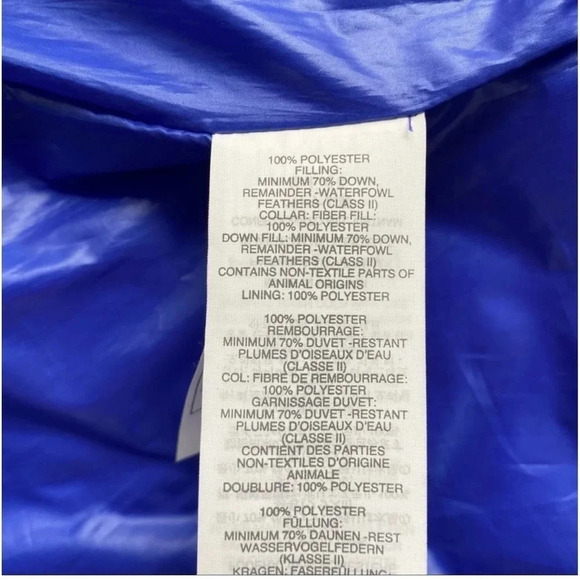 100% POLYESTER
FILLING:
MINIMUM 70% DOWN,
REMAINDER -WATERFOWL
FEATHERS (CLASS II)
COLLAR: FIBER FILL:
100% POLYESTER
DOWN FILL: MINIMUM 70% DOWN,
REMAINDER -WATERFOWL
FEATHERS (CLASS II)
CONTAINS NON-TEXTILE PARTS OF
ANIMAL ORIGINS
LINING: 100% POLYESTER
100% POLYESTER
REMBOURRAGE:
MINIMUM 70% DUVET -RESTANT
PLUMES D'OISEAUX D'EAU
(CLASSE II)
COL: FIBRE DE REMBOURRAGE:
100% POLYESTER
GARNISSAGE DUVET:
MINIMUM 70% DUVET -RESTANT
PLUMES D'OISEAUX D'EAU
(CLASSE II)
CONTIENT DES PARTIES
NON-TEXTILES D'ORIGINE
ANIMALE
DOUBLURE: 100% POLYESTER
100% POLYESTER
FÜLLUNG:
MINIMUM 70% DAUNEN -REST
WASSERVOGELFEDERN
(KLASSE II)
KRAGEN: FASERFÜLLUNG: